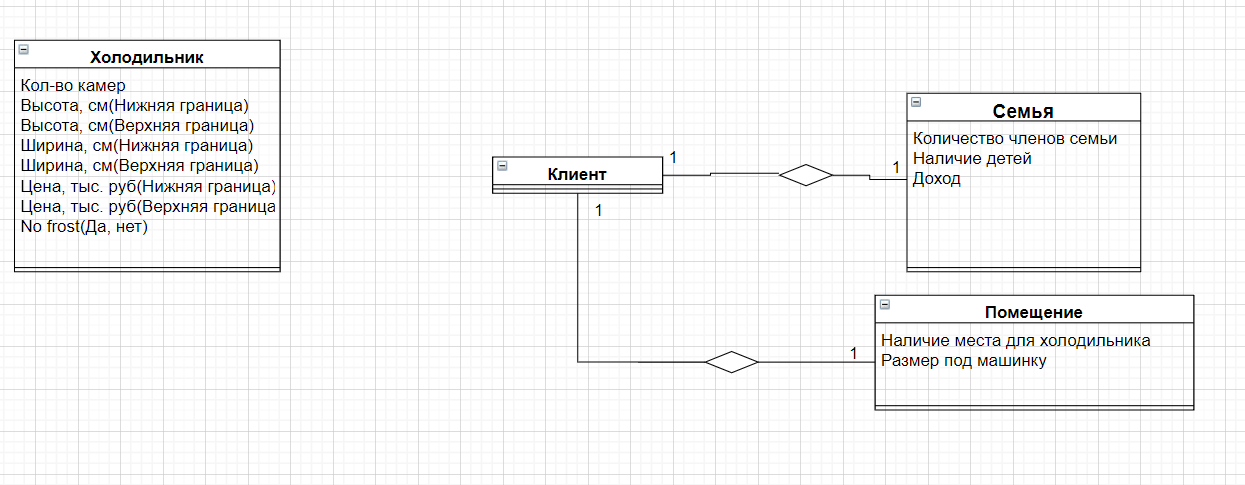 Холодильник
Кол-во камер
Высота, см(Нижняя граница)
Высота, см(Верхняя граница)
Ширина, см(Нижняя граница)
Ширина, см(Верхняя граница)
Цена, тыс. руб(Нижняя граница)
Цена, тыс. руб(Верхняя граница
No frost(Да, нет)
Клиент
1
1
1
Семья
Количество членов семьи
Наличие детей
Доход
1
Помещение
Наличие места для холодильника
Размер под машинку